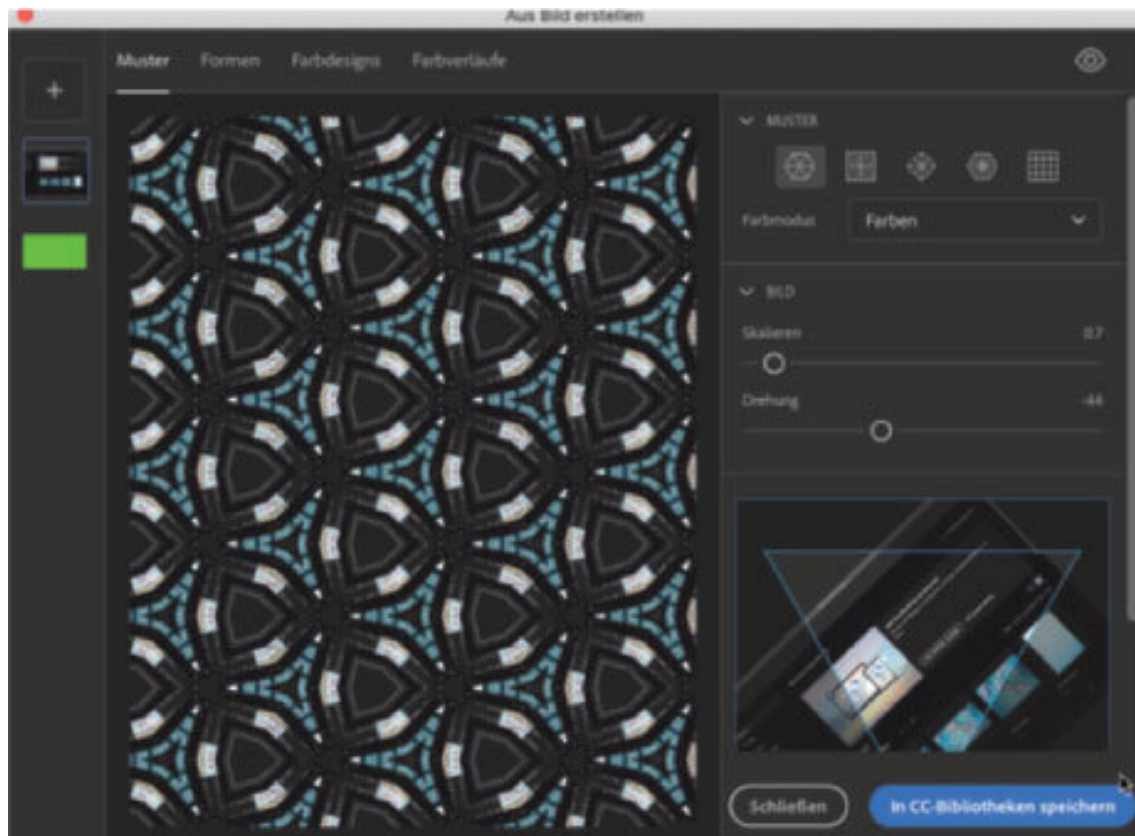 Aus Bild erstellen
Muster Formen Farbdesigns Farbverläufe
MUSTER
Farbmodus Farben
BILD
Skalieren 0.7
Drehung -44
Schließen In CC-Bibliotheken speichern